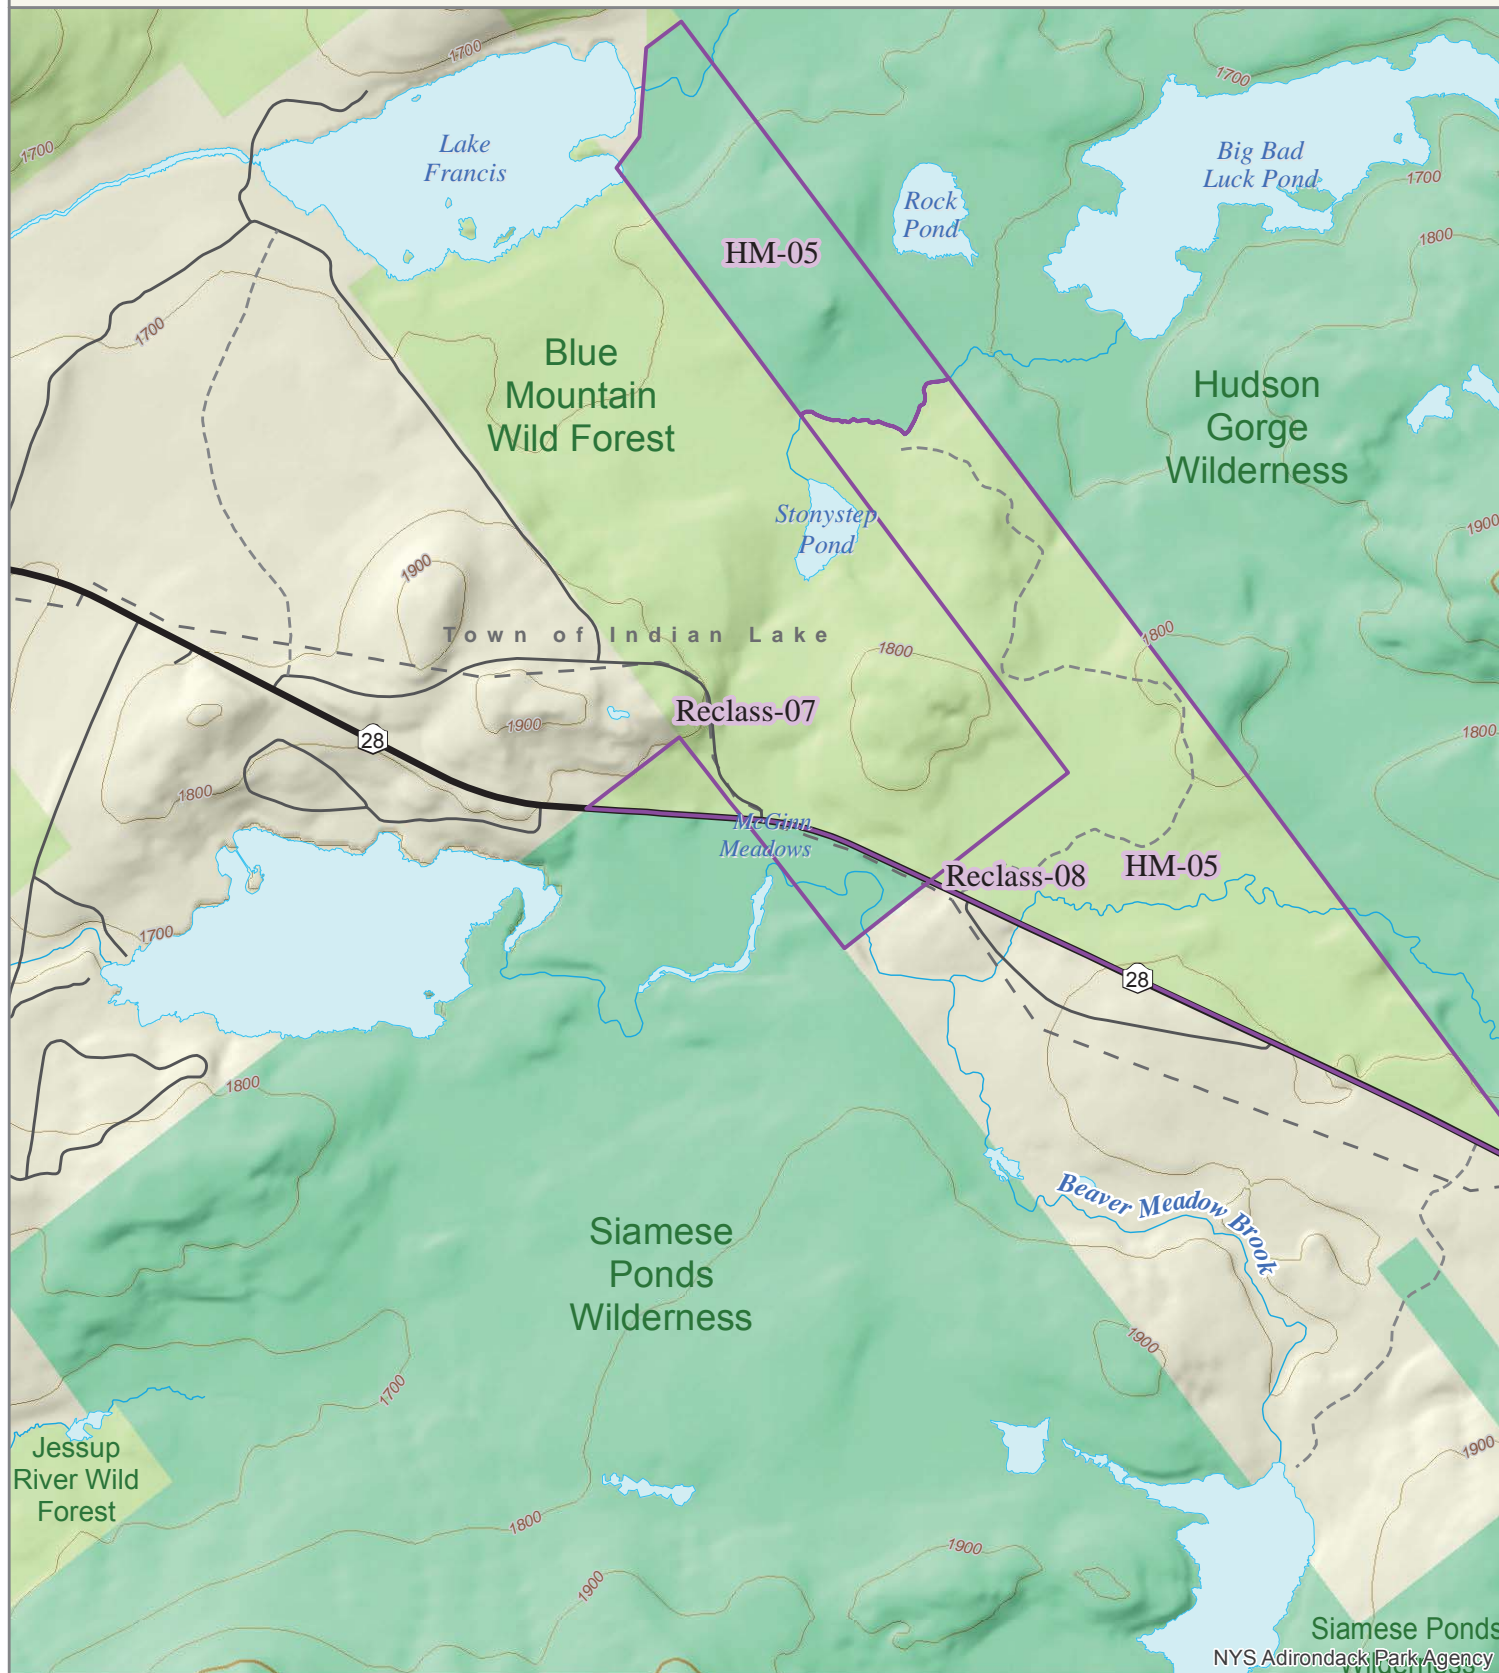 1700
1700
1700
Lake
Francis
Big Bad
Luck Pond
1700
Rock
Pond
1800
HM-05
1700
Blue
Mountain
Wild Forest
Hudson
Gorge
Wilderness
Stonystep
Pond
1900
1900
Town of Indian Lake
1800
1800
Reclass-07
1900
28
1800
1800
McGinn
Meadows
Reclass-08
HM-05
1700
28
1800
Beaver Meadow Brook
Siamese
Ponds
Wilderness
1900
1700
Jessup
River Wild
Forest
1900
1800
1900
1900
Siamese Ponds
Wilderness
NYS Adirondack Park Agency